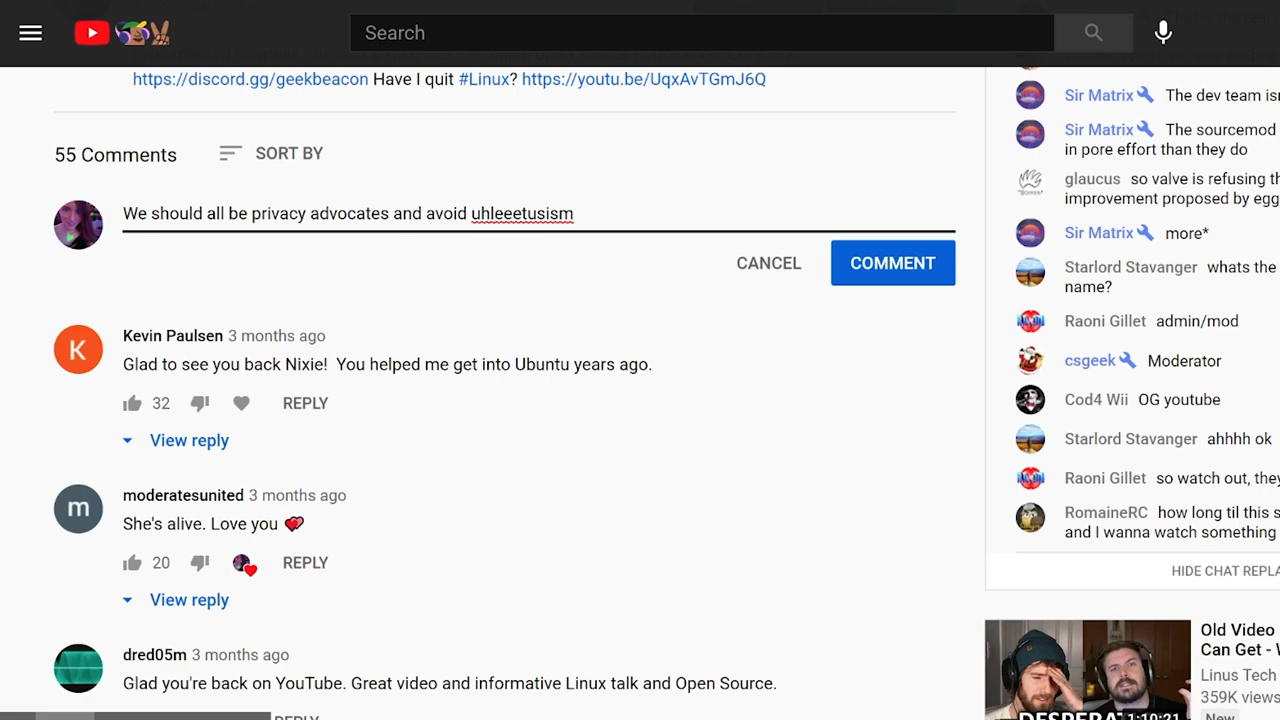 Search
https://discord.gg/geekbeacon Have I quit #Linux? https://youtu.be/UqxAvTGmJ6Q
55 Comments
SORT BY
We should all be privacy advocates and avoid uhleeetusism
CANCEL
COMMENT
K
Kevin Paulsen 3 months ago
Glad to see you back Nixie! You helped me get into Ubuntu years ago.
32
REPLY
View reply
m
moderatesunited 3 months ago
She's alive. Love you 💕
20
REPLY
View reply
dred05m 3 months ago
Glad you're back on YouTube. Great video and informative Linux talk and Open Source.
REPLY
Sir Matrix The dev team isn
Sir Matrix The sourcemod
in pore effort than they do
glaucus so valve is refusing th
improvement proposed by egg
Sir Matrix more*
Starlord Stavanger whats the
name?
Raoni Gillet admin/mod
csgeek Moderator
Cod4 Wii OG youtube
Starlord Stavanger ahhhh ok
Raoni Gillet so watch out, they
RomaineRC how long til this s
and I wanna watch something
HIDE CHAT REPLA
Old Video
Can Get - W
Linus Tech
359K views
New
DESPERA
1:10:21